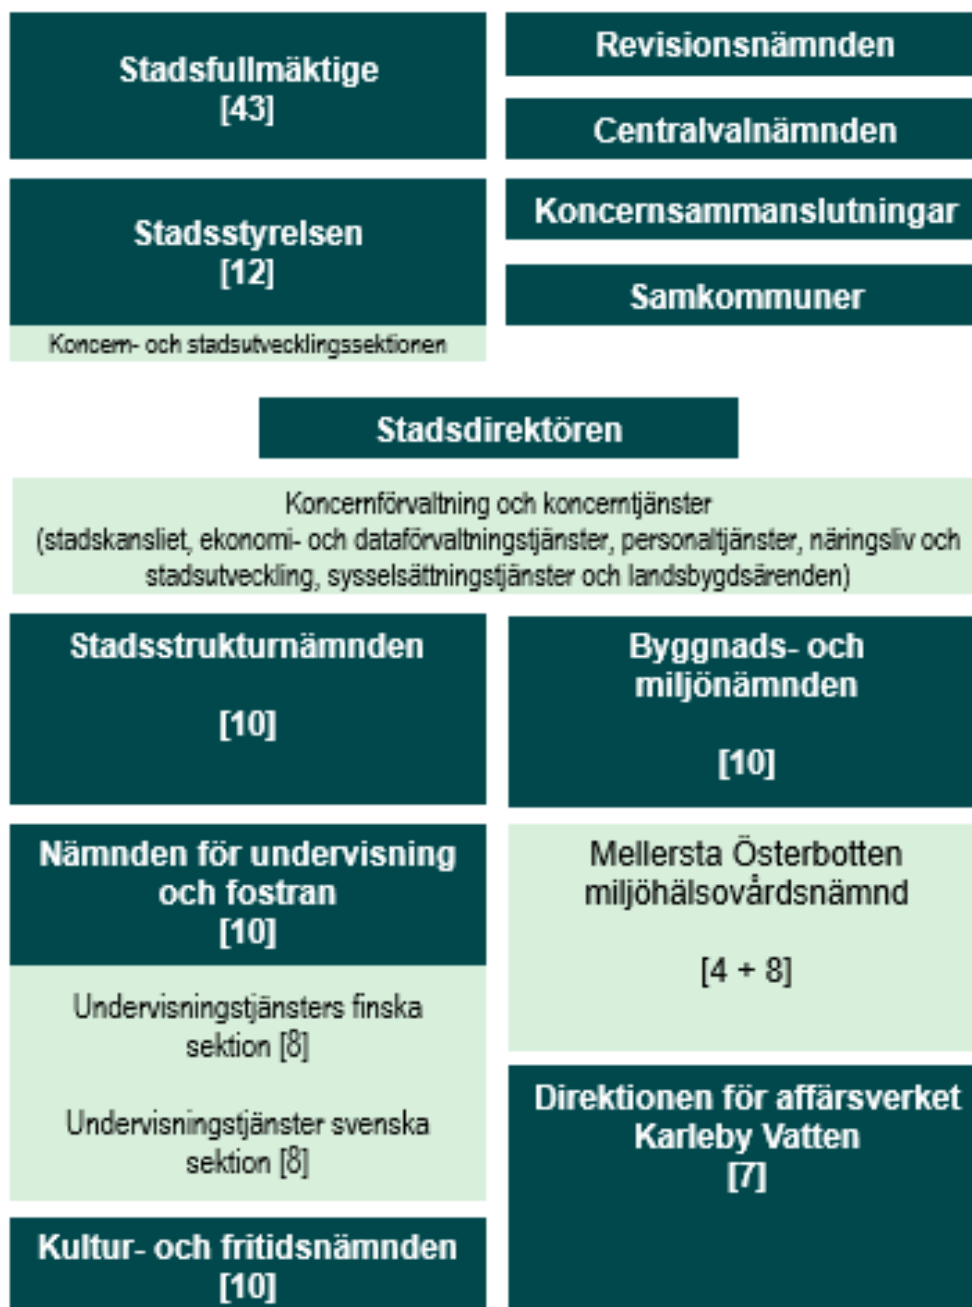 Stadsfullmäktige
[43]
Revisionsnämnden
Centralvalnämnden
Stadsstyrelsen
[12]
Koncern- och stadsutvecklingssektionen
Koncernsammanslutningar
Samkommuner
Stadsdirektören
Koncernförvaltning och koncerntjänster
(stadskansliet, ekonomi- och dataförvaltningstjänster, personaltjänster, näringsliv och
stadsutveckling, sysselsättningstjänster och landsbygdsärenden)
Stadsstrukturnämnden
[10]
Byggnads- och
miljönämnden
[10]
Nämnden för undervisning
och fostran
[10]
Undervisningstjänsters finska
sektion [8]
Undervisningstjänster svenska
sektion [8]
Mellersta Österbotten
miljöhälsovårdsnämnd
[4 + 8]
Direktionen för affärsverket
Karleby Vatten
[7]
Kultur- och fritidsnämnden
[10]